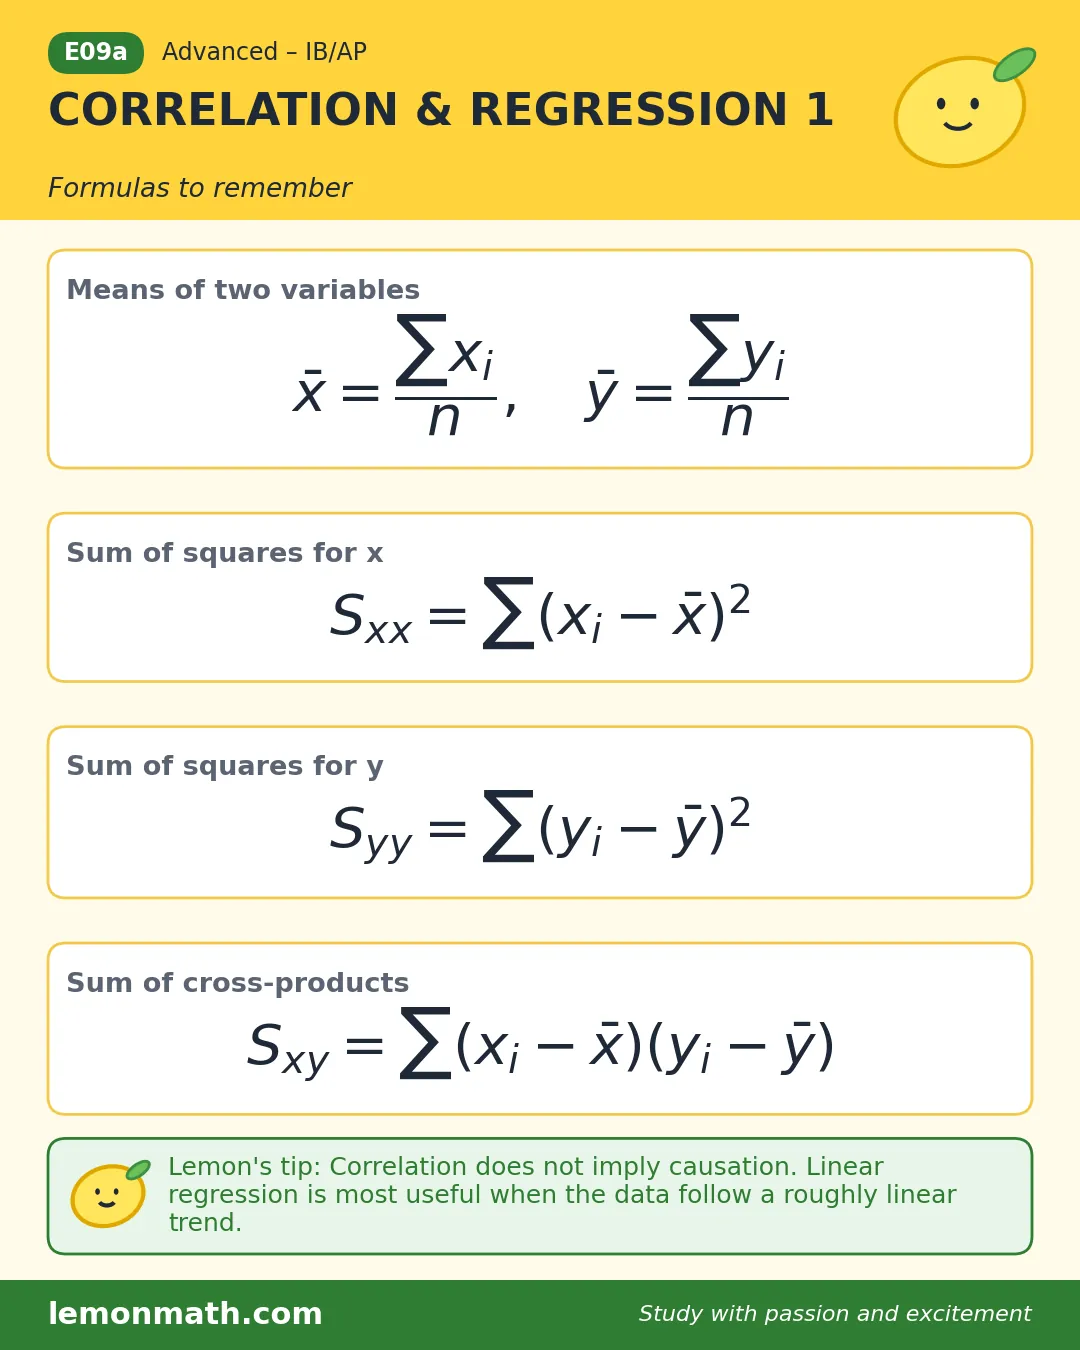 E09a Advanced – IB/AP
CORRELATION & REGRESSION 1
Formulas to remember
Means of two variables
x̄ = ∑xᵢ / n, ȳ = ∑yᵢ / n
Sum of squares for x
Sₓₓ = ∑(xᵢ − x̄)²
Sum of squares for y
S_yy = ∑(yᵢ − ȳ)²
Sum of cross-products
S_xy = ∑(xᵢ − x̄)(yᵢ − ȳ)
Lemon's tip: Correlation does not imply causation. Linear
regression is most useful when the data follow a roughly linear
trend.
lemonmath.com
Study with passion and excitement